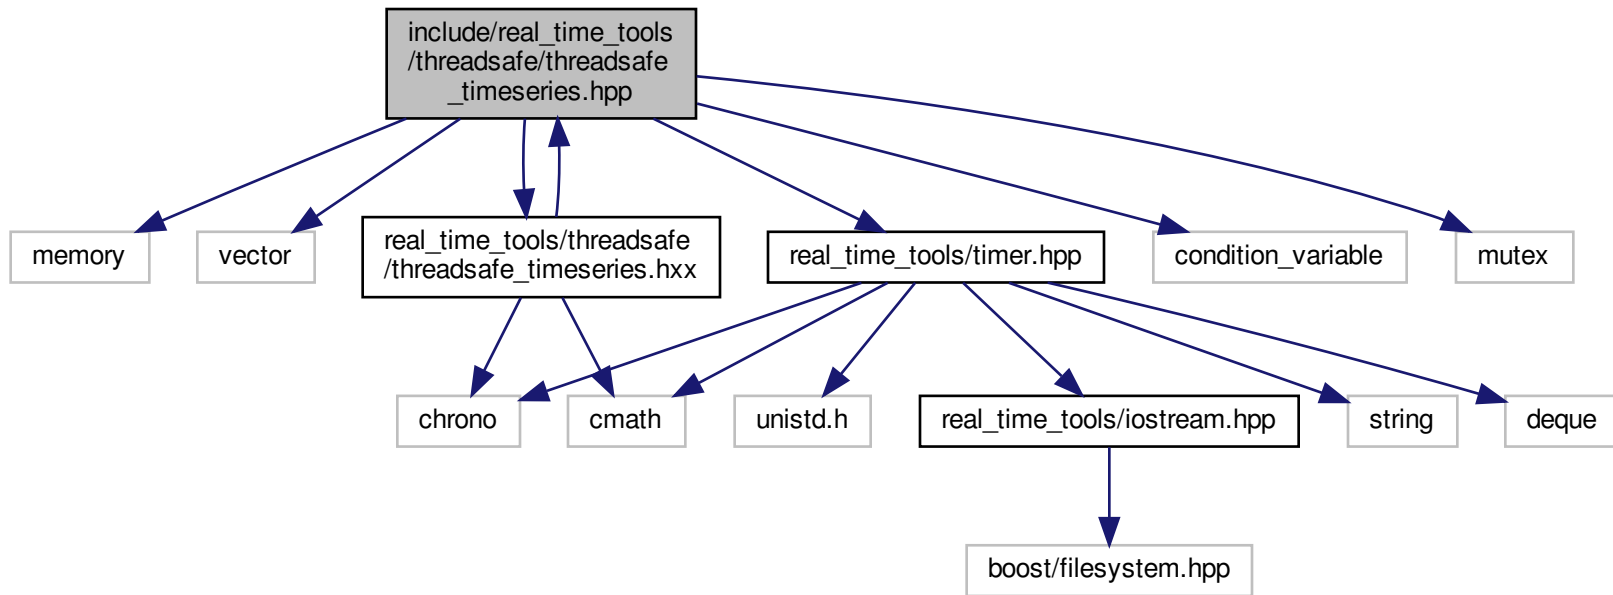 include/real_time_tools
/threadsafe/threadsafe
_timeseries.hpp
memory
vector
real_time_tools/threadsafe
/threadsafe_timeseries.hxx
real_time_tools/timer.hpp
condition_variable
mutex
chrono
cmath
unistd.h
real_time_tools/iostream.hpp
string
deque
boost/filesystem.hpp